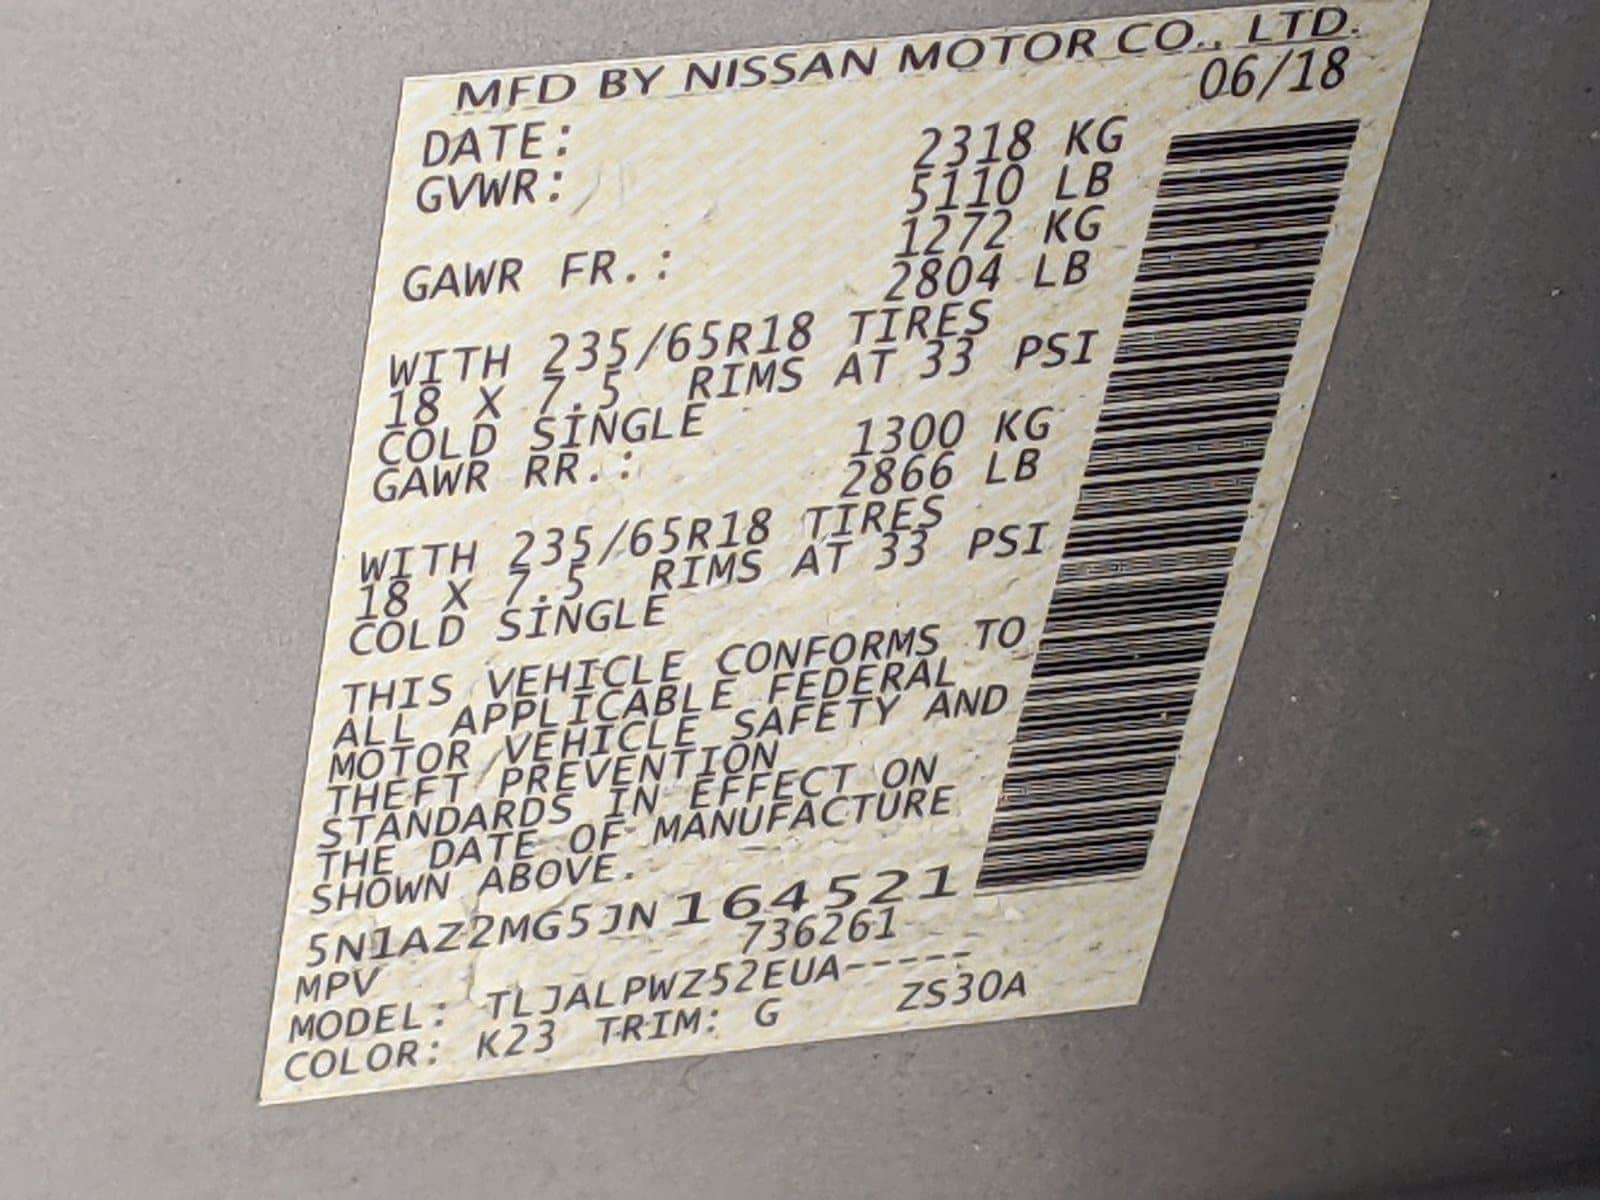 MFD BY NISSAN MOTOR CO., LTD.
DATE: 06/18
GVWR: 2318 KG
5110 LB
GAWR FR.: 1272 KG
2804 LB
WITH 235/65R18 TIRES
18 X 7.5 RIMS AT 33 PSI
COLD SINGLE
GAWR RR.: 1300 KG
2866 LB
WITH 235/65R18 TIRES
18 X 7.5 RIMS AT 33 PSI
COLD SINGLE
THIS VEHICLE CONFORMS TO
ALL APPLICABLE FEDERAL
MOTOR VEHICLE SAFETY AND
THEFT PREVENTION
STANDARDS IN EFFECT ON
THE DATE OF MANUFACTURE
SHOWN ABOVE.
5N1AZ2MG5JN164521
MPV 736261
MODEL: TLJALPWZ52EUA-----
COLOR: K23 TRIM: G ZS30A